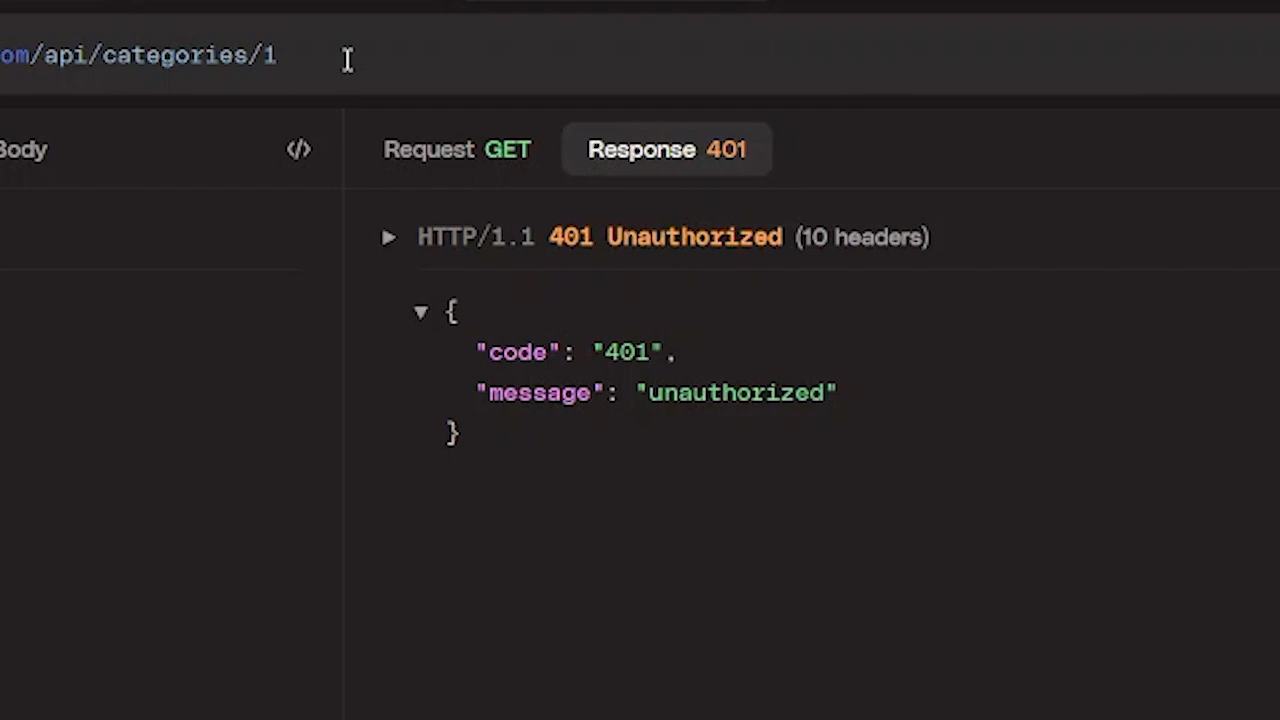 om/api/categories/1
Body </> Request GET Response 401
HTTP/1.1 401 Unauthorized (10 headers)
{
"code": "401",
"message": "unauthorized"
}